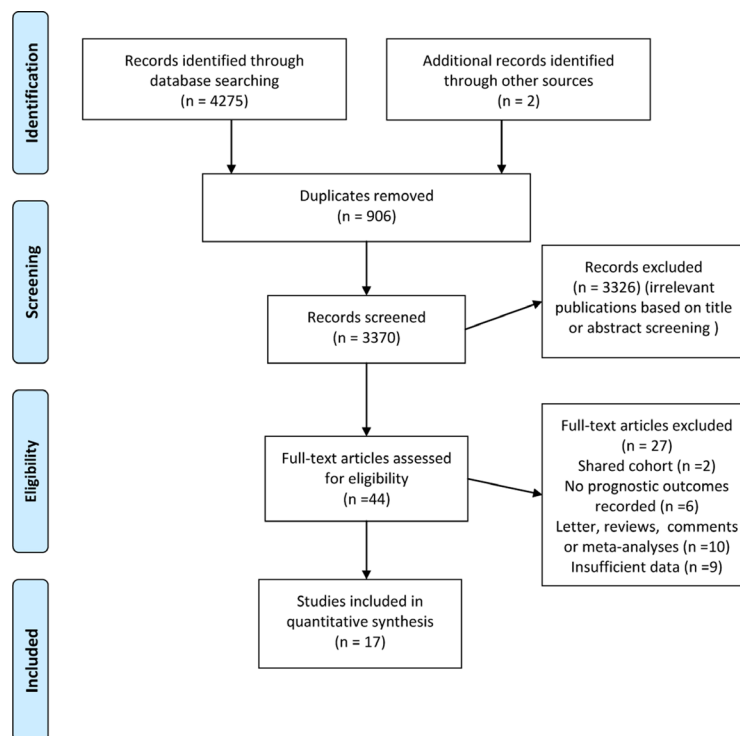 Identification
Records identified through
database searching
(n = 4275)
Additional records identified
through other sources
(n = 2)
Duplicates removed
(n = 906)
Screening
Records screened
(n = 3370)
Records excluded
(n = 3326) (irrelevant
publications based on title
or abstract screening )
Eligibility
Full-text articles assessed
for eligibility
(n =44)
Full-text articles excluded
(n = 27)
Shared cohort (n =2)
No prognostic outcomes
recorded (n =6)
Letter, reviews, comments
or meta-analyses (n =10)
Insufficient data (n =9)
Included
Studies included in
quantitative synthesis
(n = 17)